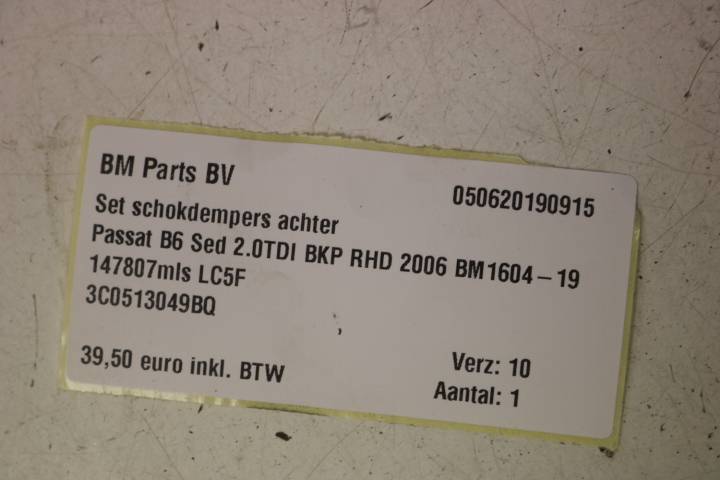 BM Parts BV
050620190915
Set schokdempers achter
Passat B6 Sed 2.0TDI BKP RHD 2006 BM1604-19
147807mls LC5F
3C0513049BQ
39,50 euro inkl. BTW
Verz: 10
Aantal: 1